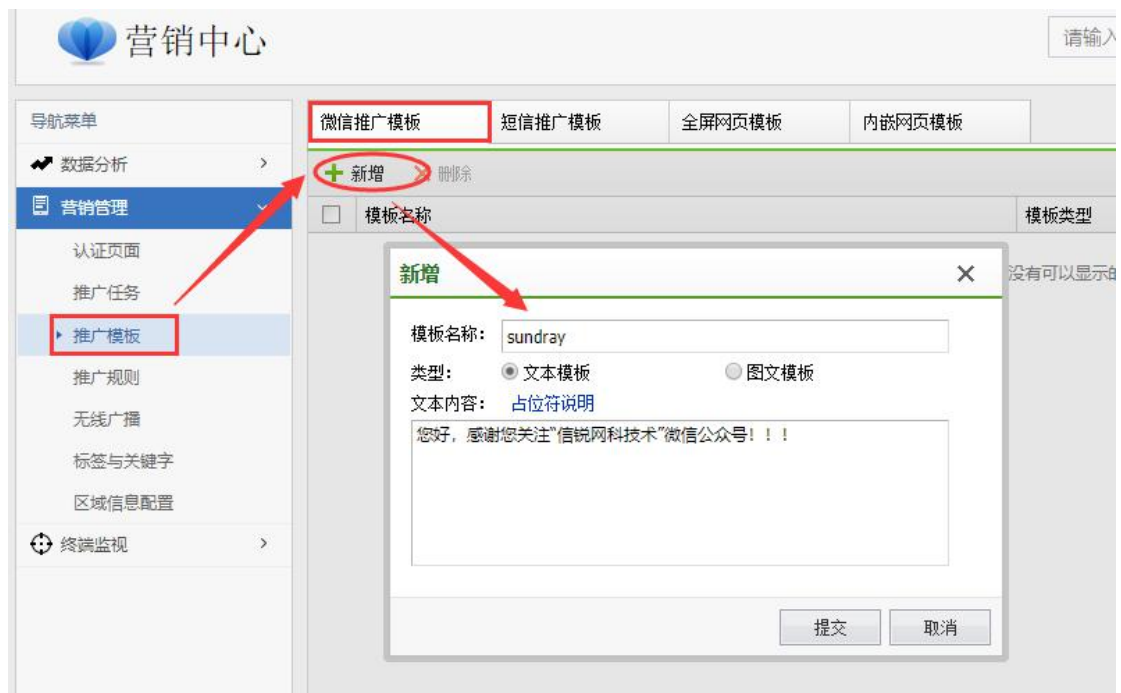 营销中心
请输入
导航菜单
数据分析
营销管理
认证页面
推广任务
推广模板
推广规则
无线广播
标签与关键字
区域信息配置
终端监视
微信推广模板 短信推广模板 全屏网页模板 内嵌网页模板
新增 删除
模板名称 模板类型
没有可以显示的
新增
模板名称: sundray
类型: 文本模板 图文模板
文本内容: 占位符说明
您好，感谢您关注"信锐网科技术"微信公众号！！！
提交 取消